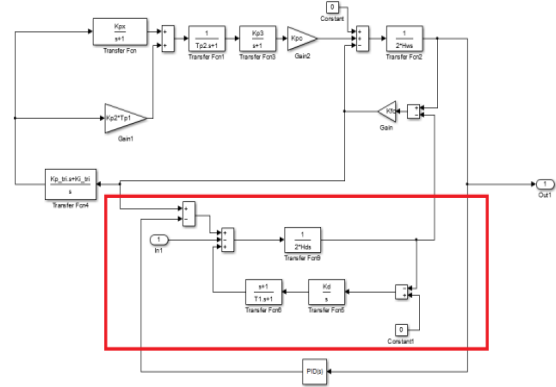 Kpx
s+1
Transfer Fcn
1
Tp2.s+1
Transfer Fcn1
Kp3
s+1
Transfer Fcn3
Kpc
Gain2
0
Constant
1
2*Hws
Transfer Fcn2
Kp2*Tp1
Gain1
Kfc
Gain
Kp_tri.s+Ki_tri
s
Transfer Fcn4
1
Out1
1
In1
1
2*Hds
Transfer Fcn9
s+1
T1.s+1
Transfer Fcn6
Kd
s
Transfer Fcn5
0
Constant1
PID(s)